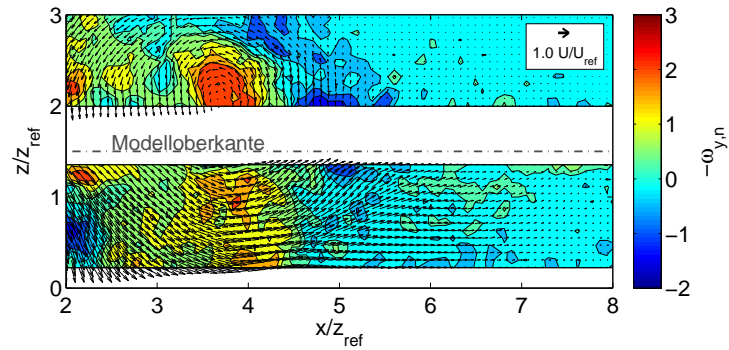 3
2
1
0
z/z_ref
1.0 U/U_ref
Modelloberkante
2 3 4 5 6 7 8
x/z_ref
3
2
1
0
−1
−2
−ω_y,n